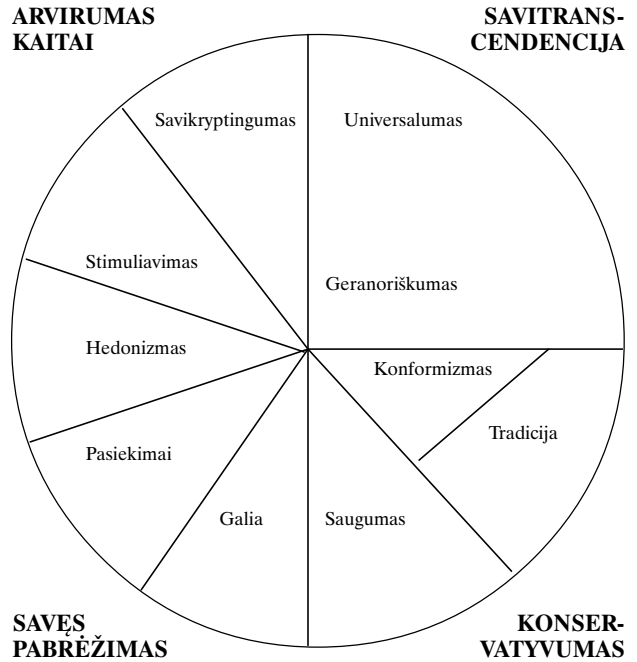 ARVIRUMAS
KAITAI
SAVITRANS-
CENDENCIJA
Savikryptingumas
Universalumas
Stimuliavimas
Geranoriškumas
Hedonizmas
Konformizmas
Tradicija
Pasiekimai
Galia
Saugumas
SAVĘS
PABRĖŽIMAS
KONSER-
VATYVUMAS